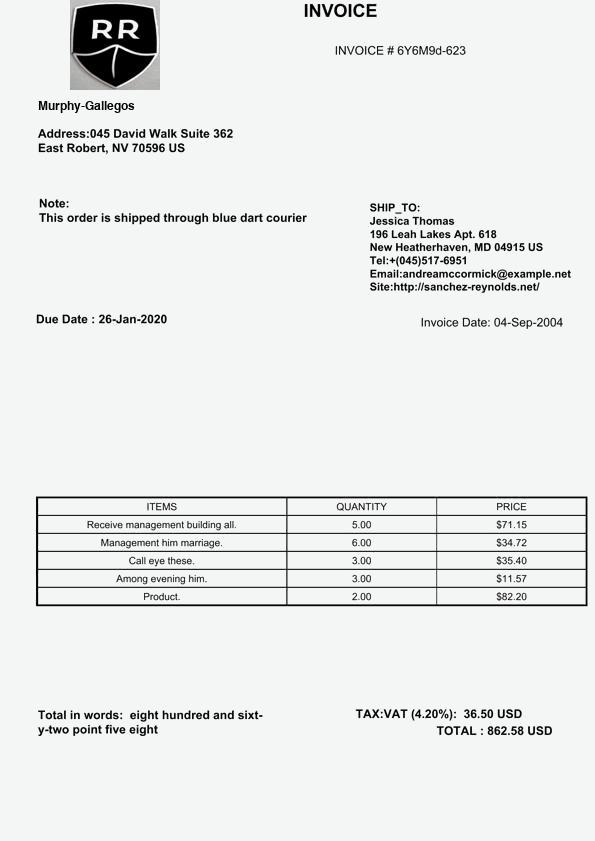 RR
INVOICE
INVOICE # 6Y6M9d-623
Murphy-Gallegos
Address:045 David Walk Suite 362
East Robert, NV 70596 US
Note:
This order is shipped through blue dart courier
SHIP_TO:
Jessica Thomas
196 Leah Lakes Apt. 618
New Heatherhaven, MD 04915 US
Tel:+(045)517-6951
Email:andreamccormick@example.net
Site:http://sanchez-reynolds.net/
Due Date : 26-Jan-2020
Invoice Date: 04-Sep-2004
ITEMS QUANTITY PRICE
Receive management building all. 5.00 $71.15
Management him marriage. 6.00 $34.72
Call eye these. 3.00 $35.40
Among evening him. 3.00 $11.57
Product. 2.00 $82.20
Total in words: eight hundred and sixt-
y-two point five eight
TAX:VAT (4.20%): 36.50 USD
TOTAL : 862.58 USD